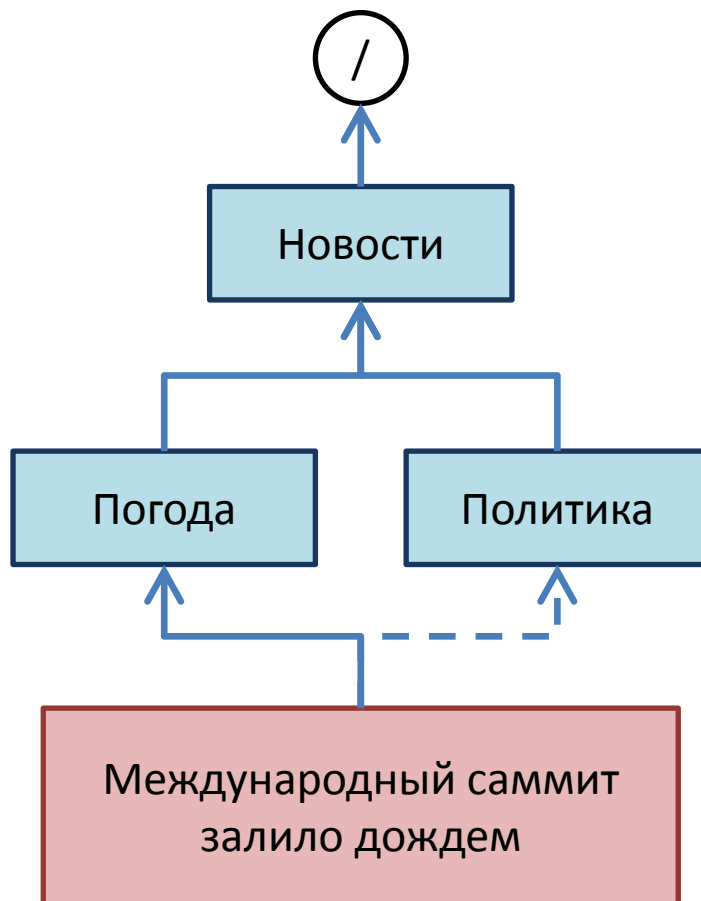 /
Новости
Погода
Политика
Международный саммит
залило дождем